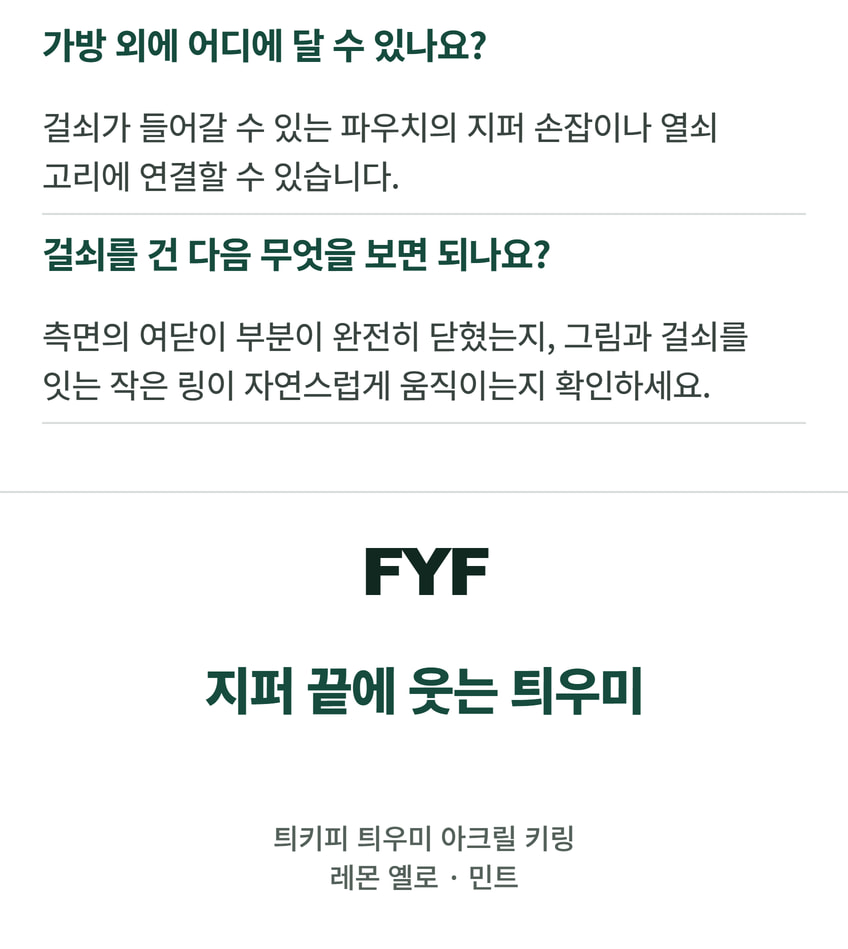 가방 외에 어디에 달 수 있나요?
걸쇠가 들어갈 수 있는 파우치의 지퍼 손잡이나 열쇠
고리에 연결할 수 있습니다.
걸쇠를 건 다음 무엇을 보면 되나요?
측면의 여닫이 부분이 완전히 닫혔는지, 그림과 걸쇠를
잇는 작은 링이 자연스럽게 움직이는지 확인하세요.
FYF
지퍼 끝에 웃는 틔우미
틔키피 틔우미 아크릴 키링
레몬 옐로 · 민트